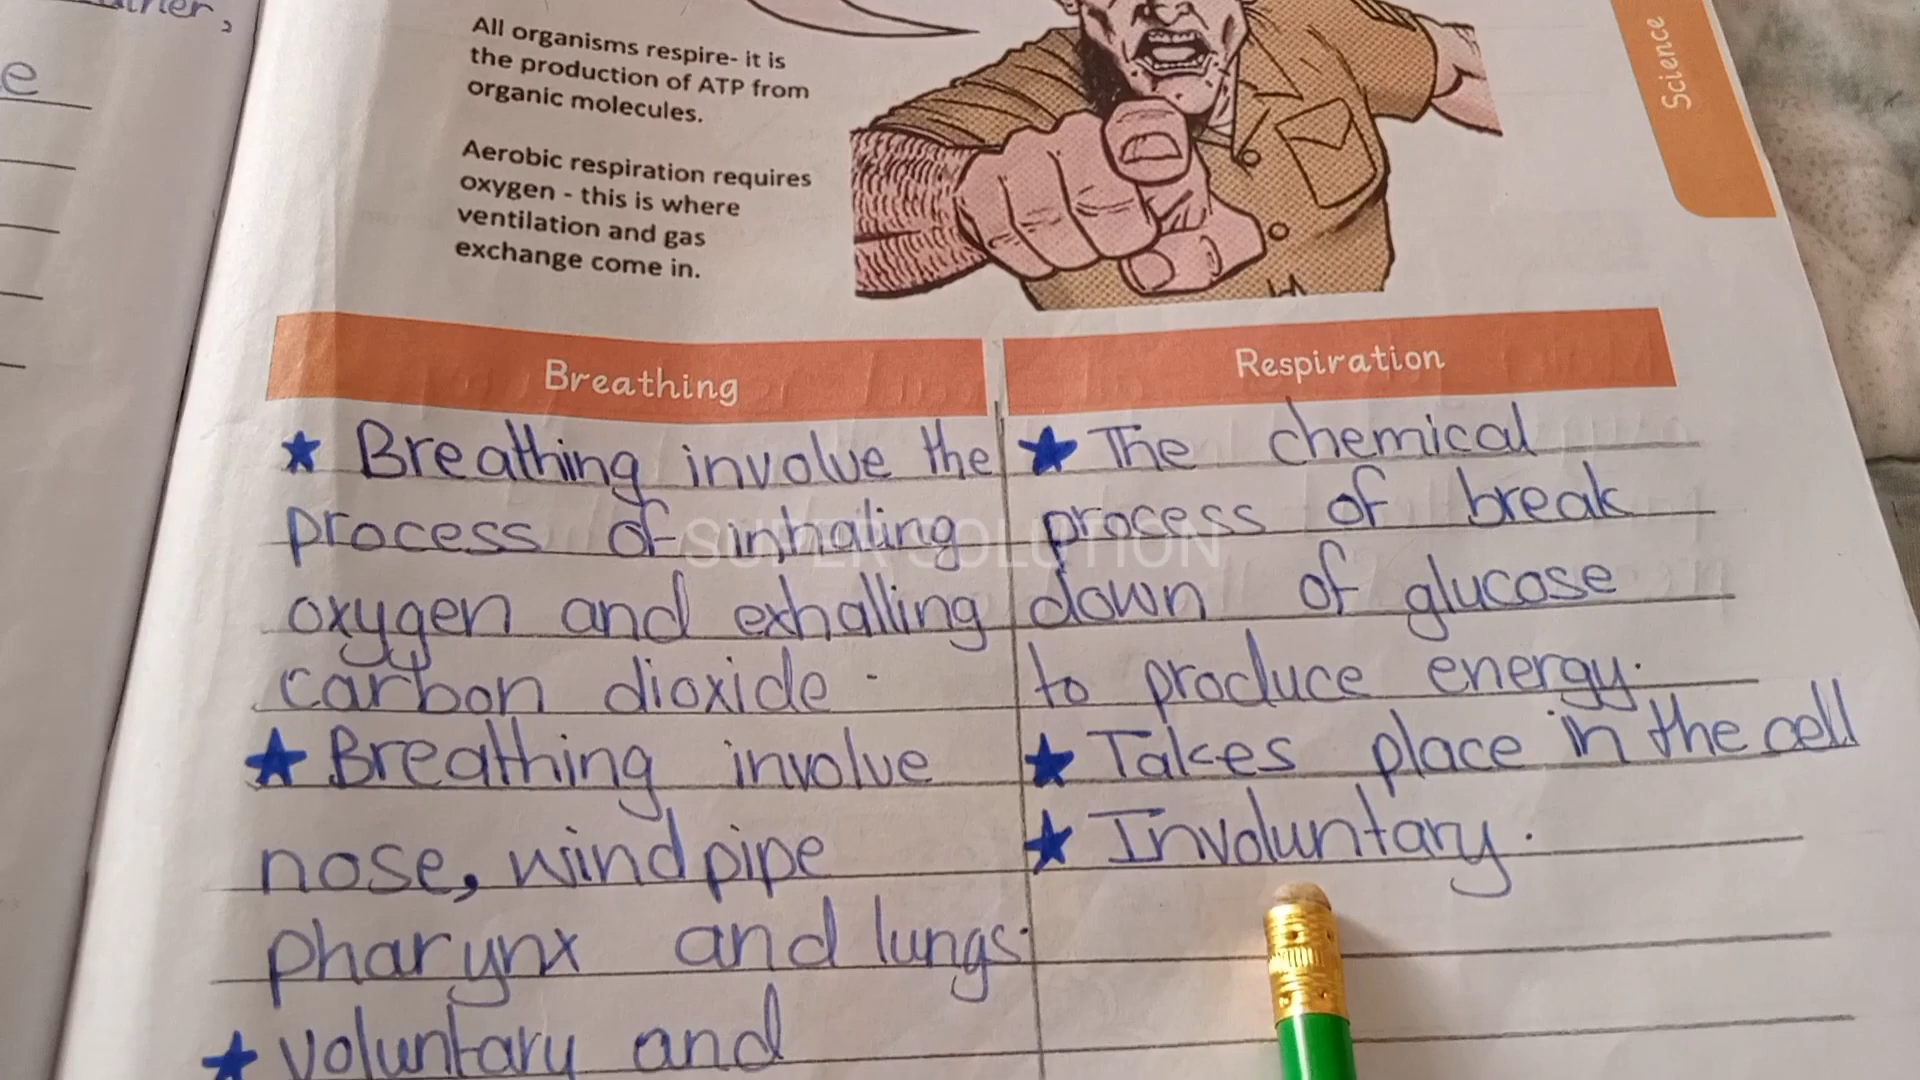 All organisms respire- it is
the production of ATP from
organic molecules.
Aerobic respiration requires
oxygen - this is where
ventilation and gas
exchange come in.
Science
Breathing
★ Breathing involve the
process of inhaling
oxygen and exhalling
carbon dioxide.
★ Breathing involve
nose, windpipe
pharynx and lungs.
★ voluntary and
Respiration
★ The chemical
process of break
down of glucose
to produce energy.
★ Takes place in the cell
★ Involuntary.
SUPER SOLUTION
e